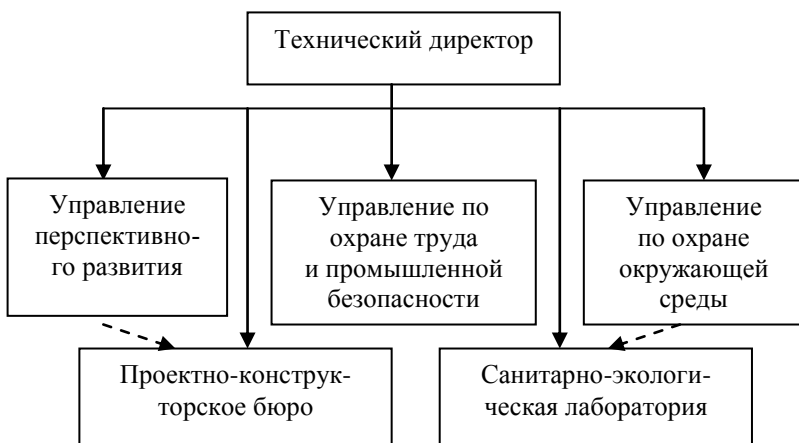 Технический директор
Управление
перспективно-
го развития
Управление по
охране труда
и промышленной
безопасности
Управление
по охране
окружающей
среды
Проектно-конструк-
торское бюро
Санитарно-экологи-
ческая лаборатория